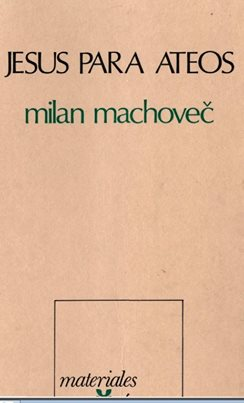 JESUS PARA ATEOS
milan machoveč
materiales